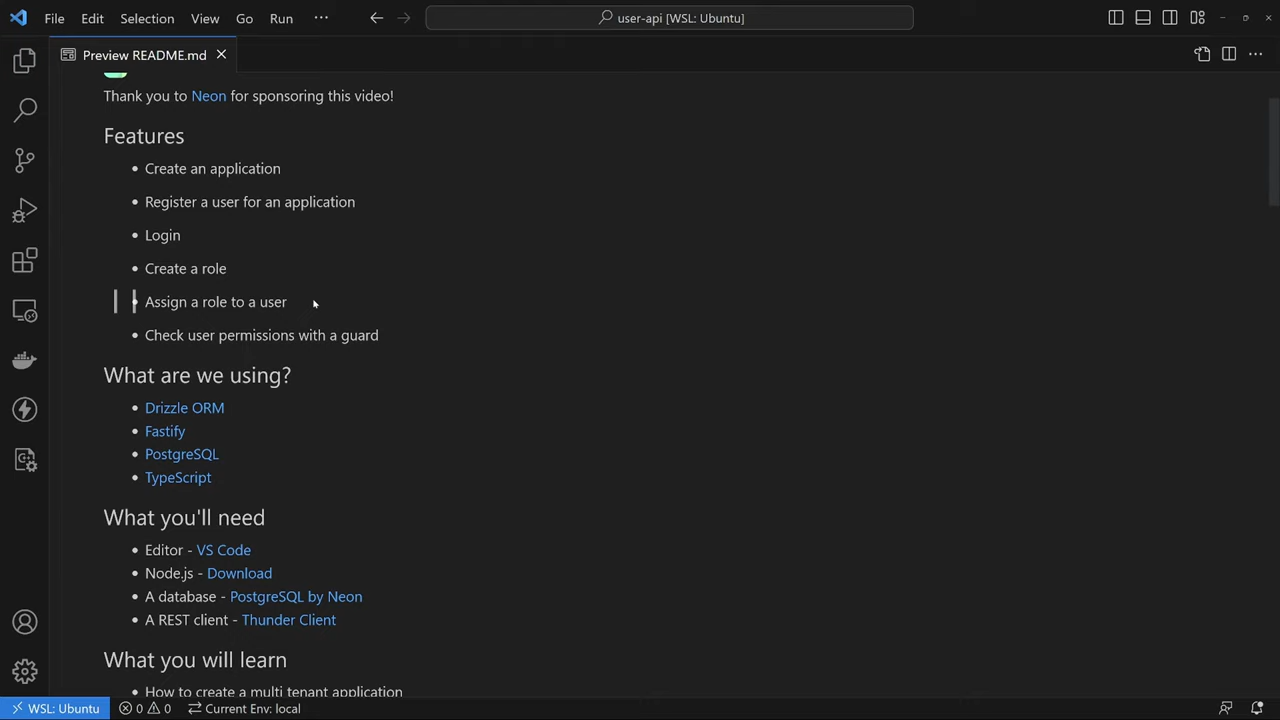 File Edit Selection View Go Run ··· user-api [WSL: Ubuntu]
Preview README.md
Thank you to Neon for sponsoring this video!
Features
• Create an application
• Register a user for an application
• Login
• Create a role
• Assign a role to a user
• Check user permissions with a guard
What are we using?
• Drizzle ORM
• Fastify
• PostgreSQL
• TypeScript
What you'll need
• Editor - VS Code
• Node.js - Download
• A database - PostgreSQL by Neon
• A REST client - Thunder Client
What you will learn
• How to create a multi tenant application
WSL: Ubuntu 0 0 Current Env: local